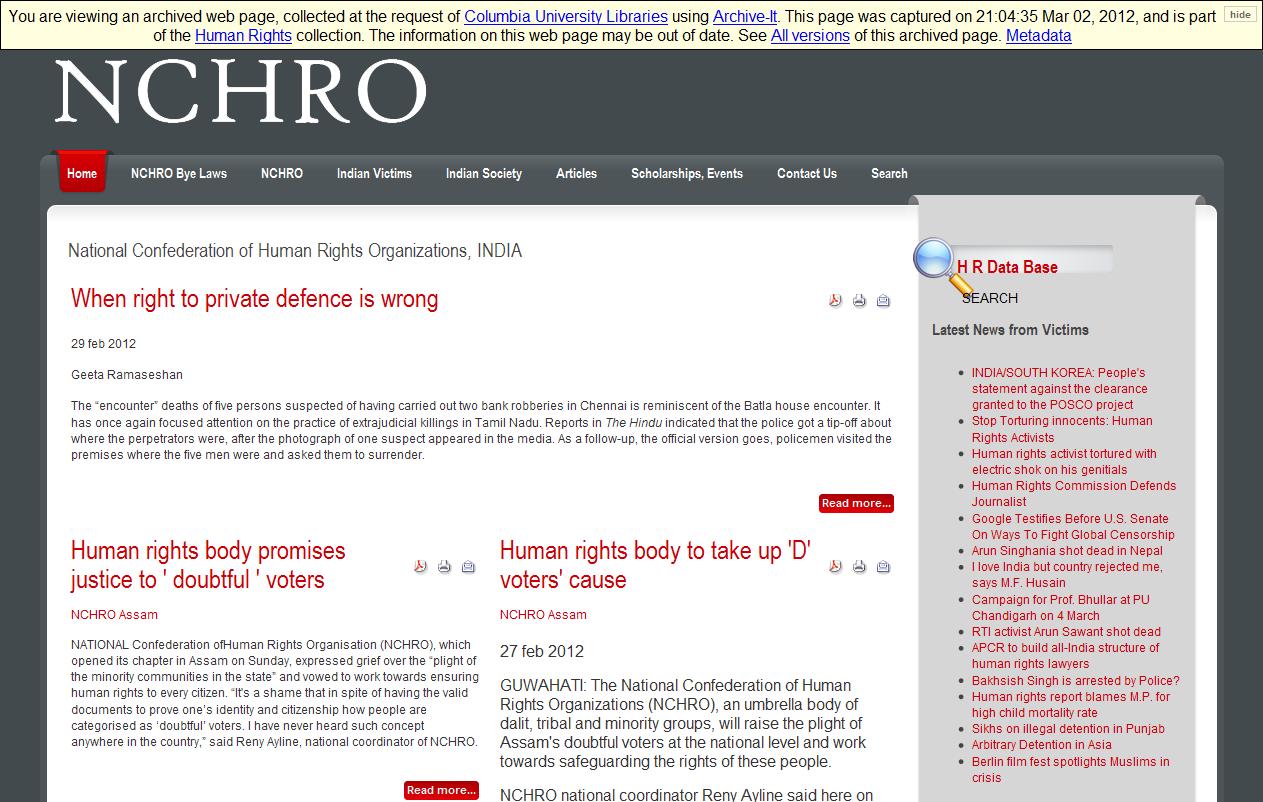 You are viewing an archived web page, collected at the request of Columbia University Libraries using Archive-It. This page was captured on 21:04:35 Mar 02, 2012, and is part
of the Human Rights collection. The information on this web page may be out of date. See All versions of this archived page. Metadata
hide
NCHRO
Home NCHRO Bye Laws NCHRO Indian Victims Indian Society Articles Scholarships, Events Contact Us Search
National Confederation of Human Rights Organizations, INDIA
When right to private defence is wrong
29 feb 2012
Geeta Ramaseshan
The “encounter” deaths of five persons suspected of having carried out two bank robberies in Chennai is reminiscent of the Batla house encounter. It
has once again focused attention on the practice of extrajudicial killings in Tamil Nadu. Reports in The Hindu indicated that the police got a tip-off about
where the perpetrators were, after the photograph of one suspect appeared in the media. As a follow-up, the official version goes, policemen visited the
premises where the five men were and asked them to surrender.
Read more...
Human rights body promises
justice to ' doubtful ' voters
NCHRO Assam
NATIONAL Confederation ofHuman Rights Organisation (NCHRO), which
opened its chapter in Assam on Sunday, expressed grief over the “plight of
the minority communities in the state” and vowed to work towards ensuring
human rights to every citizen. “It's a shame that in spite of having the valid
documents to prove one’s identity and citizenship how people are
categorised as ‘doubtful’ voters. I have never heard such concept
anywhere in the country,” said Reny Ayline, national coordinator of NCHRO.
Read more...
Human rights body to take up 'D'
voters' cause
NCHRO Assam
27 feb 2012
GUWAHATI: The National Confederation of Human
Rights Organizations (NCHRO), an umbrella body of
dalit, tribal and minority groups, will raise the plight of
Assam's doubtful voters at the national level and work
towards safeguarding the rights of these people.
NCHRO national coordinator Reny Ayline said here on
H R Data Base
SEARCH
Latest News from Victims
INDIA/SOUTH KOREA: People's
statement against the clearance
granted to the POSCO project
Stop Torturing innocents: Human
Rights Activists
Human rights activist tortured with
electric shok on his genitials
Human Rights Commission Defends
Journalist
Google Testifies Before U.S. Senate
On Ways To Fight Global Censorship
Arun Singhania shot dead in Nepal
I love India but country rejected me,
says M.F. Husain
Campaign for Prof. Bhullar at PU
Chandigarh on 4 March
RTI activist Arun Sawant shot dead
APCR to build all-India structure of
human rights lawyers
Bakhsish Singh is arrested by Police?
Human rights report blames M.P. for
high child mortality rate
Sikhs on illegal detention in Punjab
Arbitrary Detention in Asia
Berlin film fest spotlights Muslims in
crisis